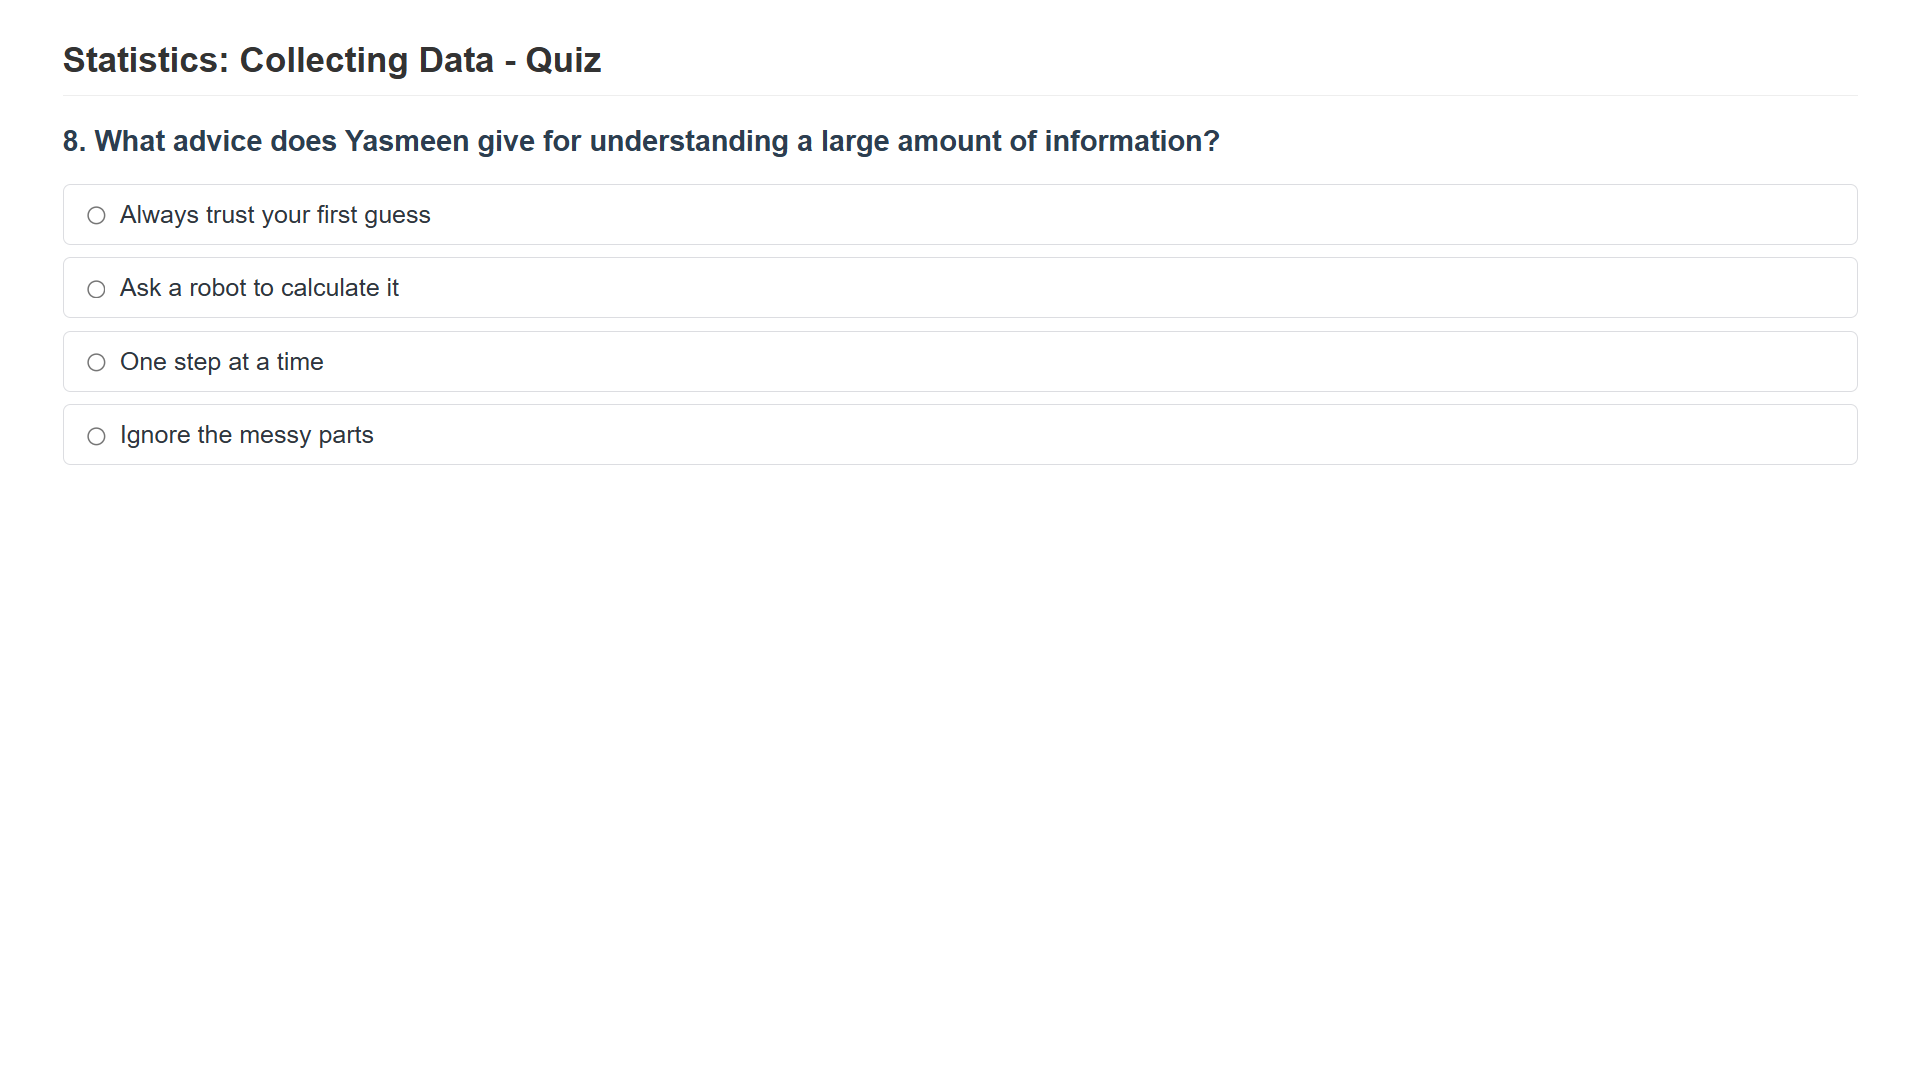 Statistics: Collecting Data - Quiz
8. What advice does Yasmeen give for understanding a large amount of information?
Always trust your first guess
Ask a robot to calculate it
One step at a time
Ignore the messy parts